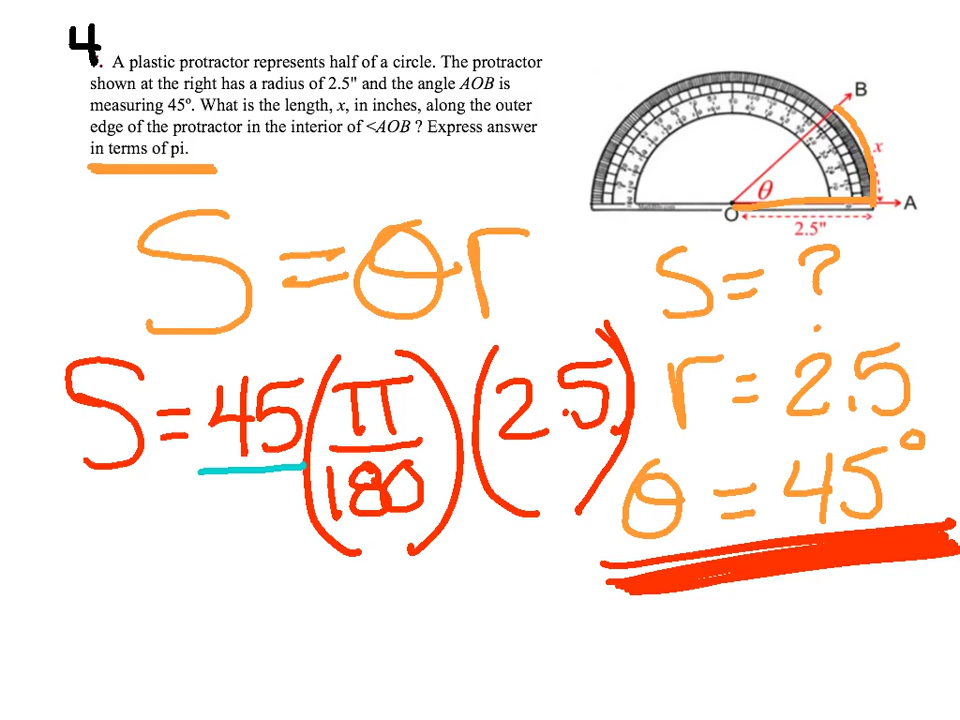 4. A plastic protractor represents half of a circle. The protractor
shown at the right has a radius of 2.5" and the angle AOB is
measuring 45º. What is the length, x, in inches, along the outer
edge of the protractor in the interior of <AOB ? Express answer
in terms of pi.
B
x
θ
O
A
2.5"
S=θr
S=?
r=2.5
θ=45°
S=45(π/180)(2.5)